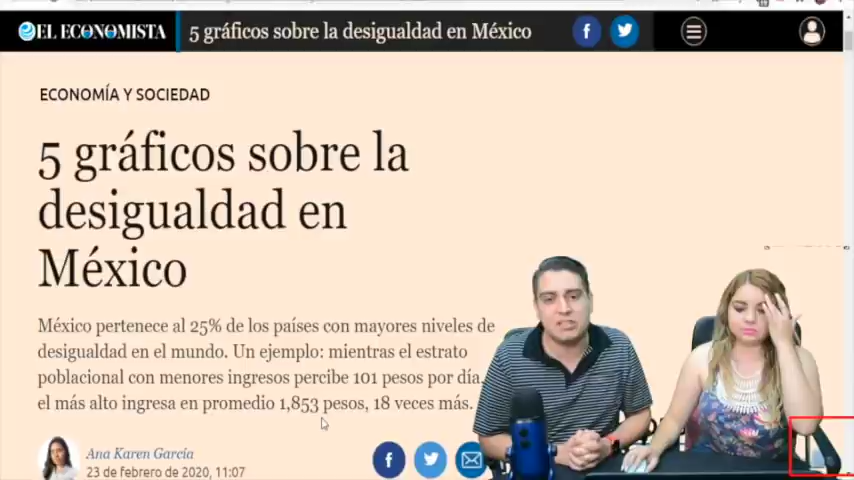 EL ECONOMISTA
5 gráficos sobre la desigualdad en México
ECONOMÍA Y SOCIEDAD
5 gráficos sobre la
desigualdad en
México
México pertenece al 25% de los países con mayores niveles de
desigualdad en el mundo. Un ejemplo: mientras el estrato
poblacional con menores ingresos percibe 101 pesos por día,
el más alto ingresa en promedio 1,853 pesos, 18 veces más.
Ana Karen García
23 de febrero de 2020, 11:07